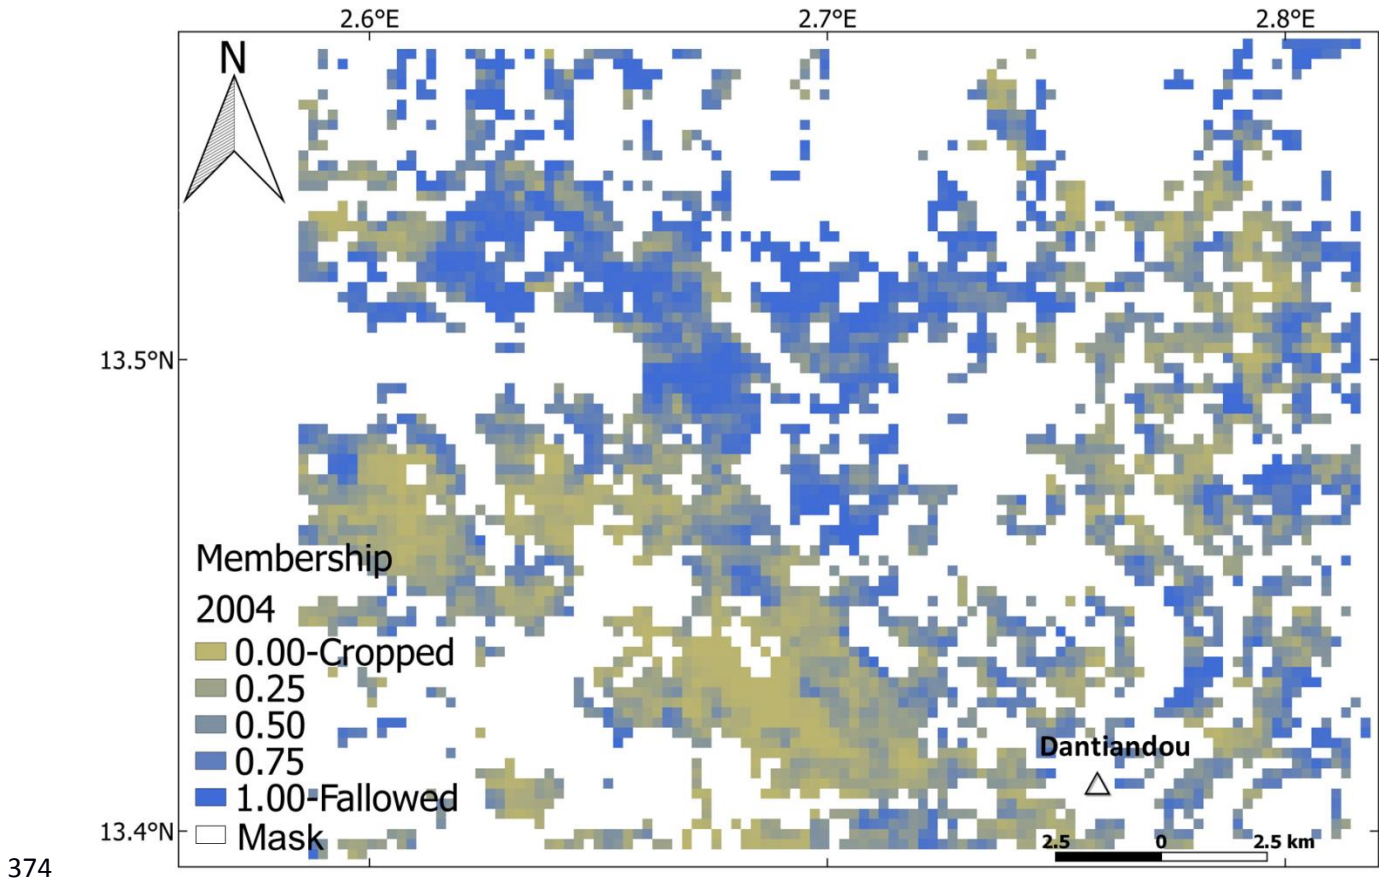 2.6°E 2.7°E 2.8°E
N
13.5°N
Membership
2004
0.00-Cropped
0.25
0.50
0.75
1.00-Fallowed
Mask
Dantiandou
13.4°N
2.5 0 2.5 km
374